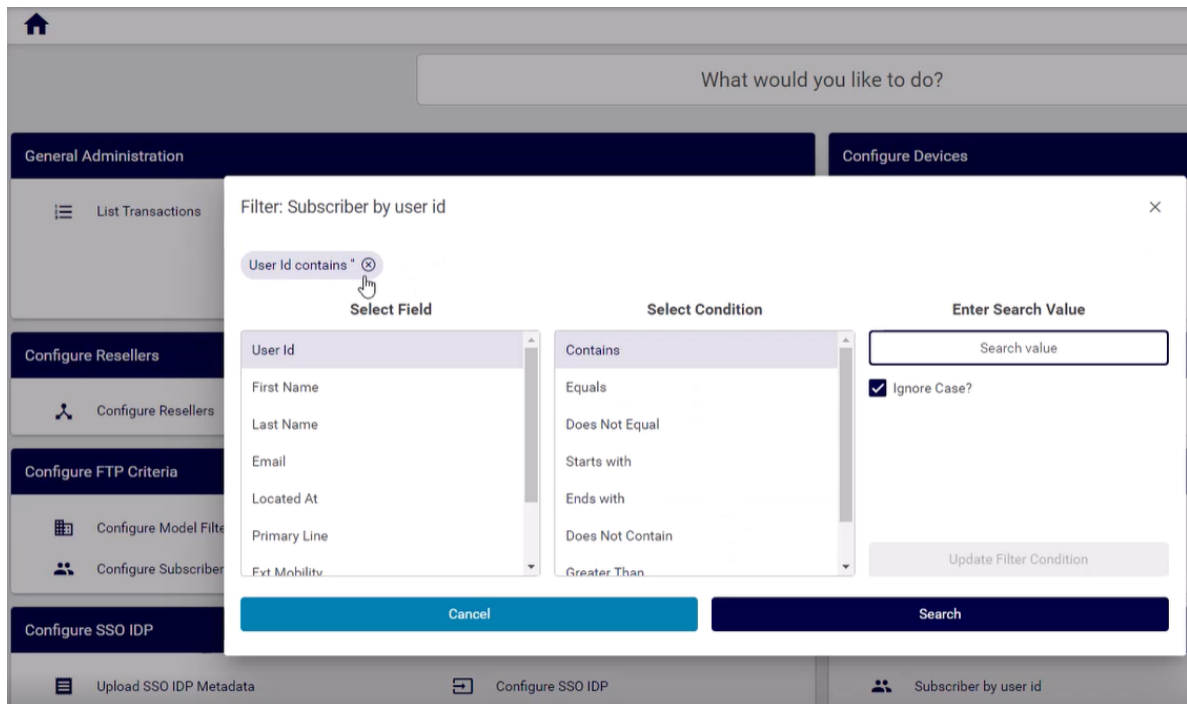 What would you like to do?
General Administration
Configure Devices
List Transactions
Filter: Subscriber by user id
User Id contains "
Select Field
Select Condition
Enter Search Value
User Id
Contains
Search value
First Name
Equals
Ignore Case?
Last Name
Does Not Equal
Email
Starts with
Located At
Ends with
Primary Line
Does Not Contain
Ext Mobility
Greater Than
Update Filter Condition
Cancel
Search
Configure Resellers
Configure Resellers
Configure FTP Criteria
Configure Model Filte
Configure Subscriber
Configure SSO IDP
Upload SSO IDP Metadata
Configure SSO IDP
Subscriber by user id